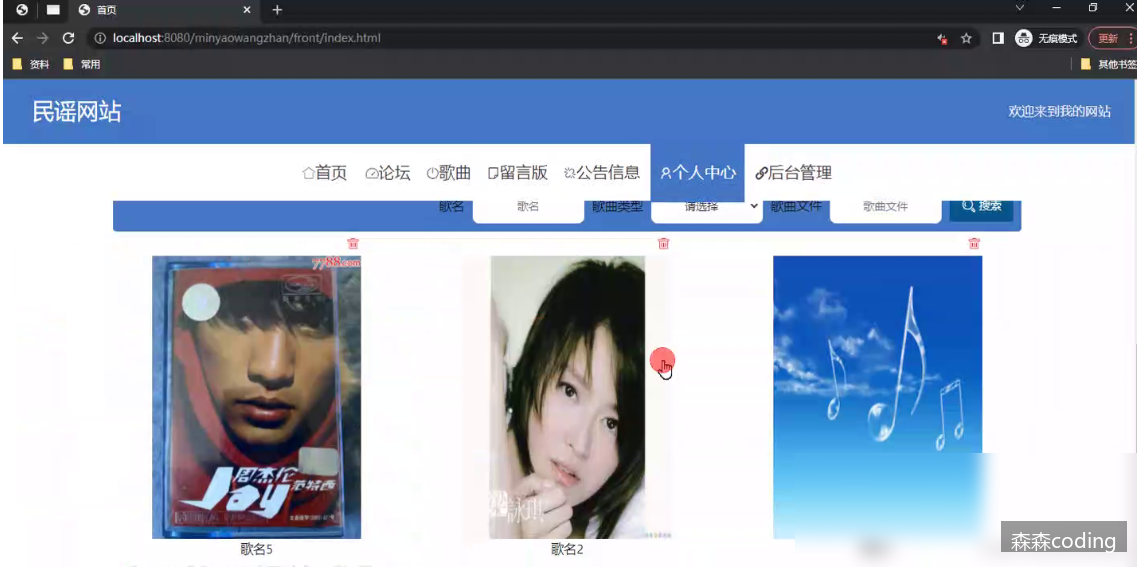 首页
localhost:8080/minyaowangzhan/front/index.html
无痕模式
更新
资料
常用
其他书签
民谣网站
欢迎来到我的网站
首页
论坛
歌曲
留言版
公告信息
个人中心
后台管理
歌名
歌名
歌曲类型
请选择
歌曲文件
歌曲文件
搜索
7788.com
周杰伦
范特西
Jay
詠琪
歌名5
歌名2
森森coding